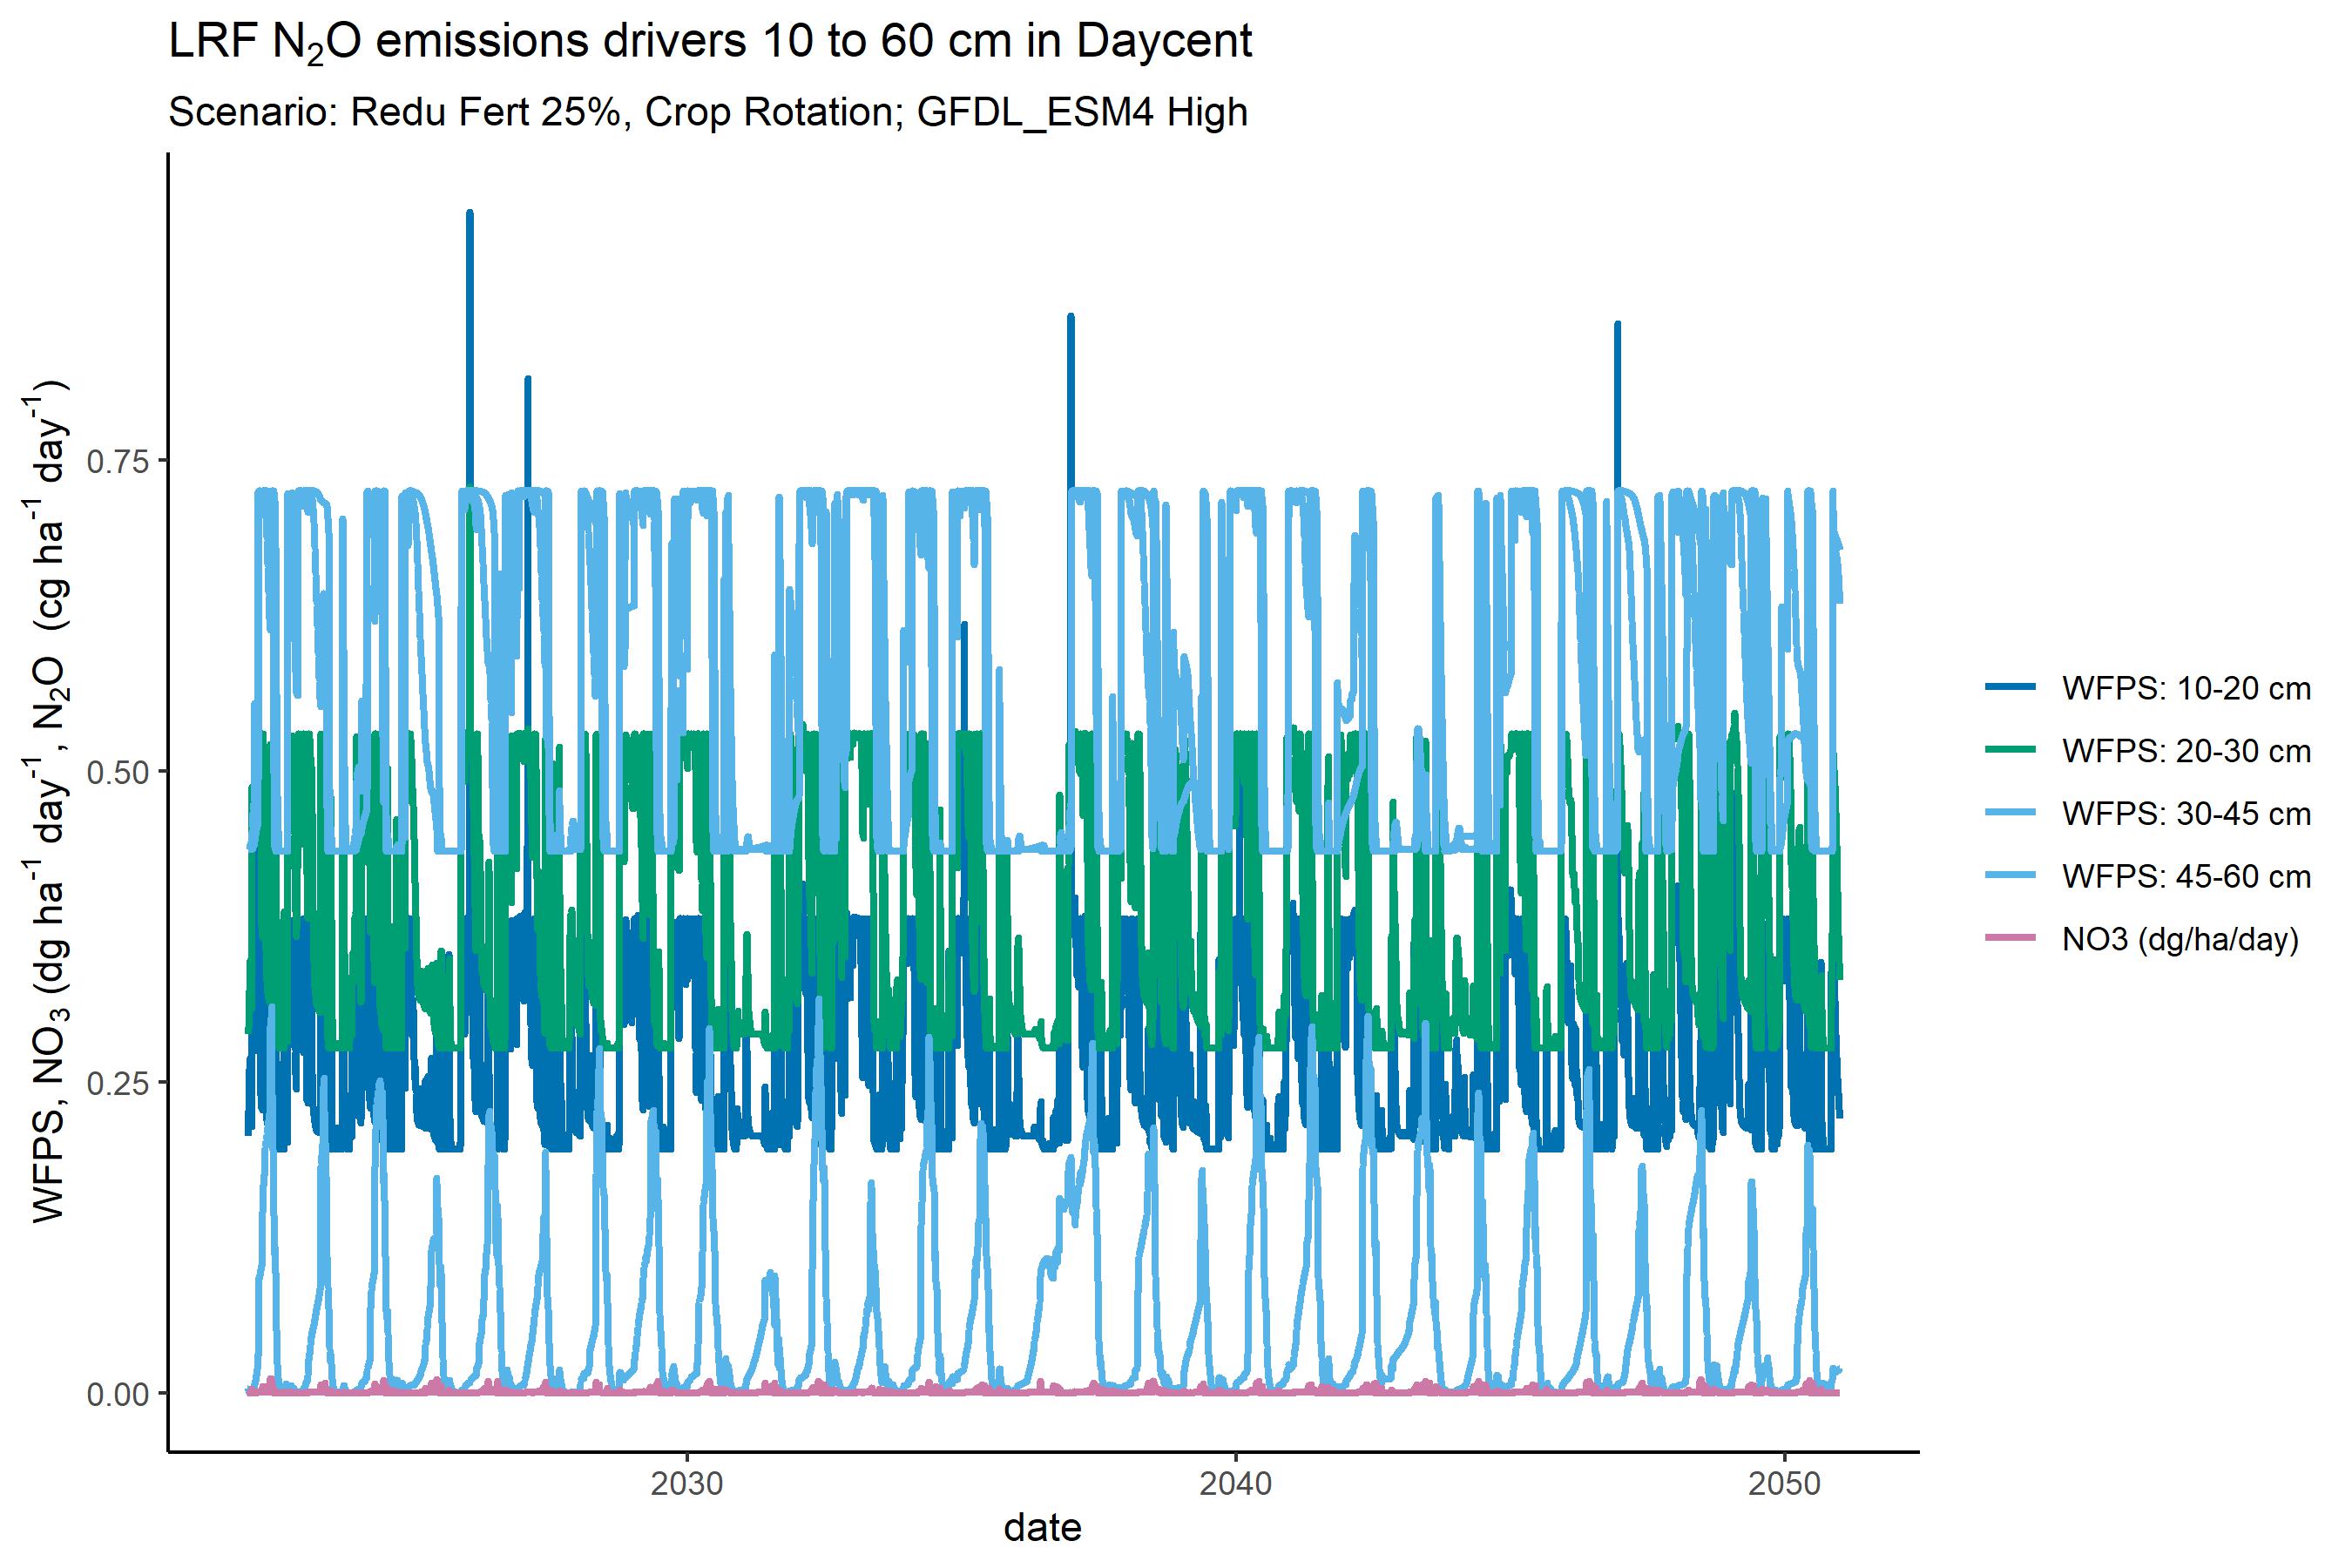 LRF N₂O emissions drivers 10 to 60 cm in Daycent
Scenario: Redu Fert 25%, Crop Rotation; GFDL_ESM4 High
WFPS, NO₃ (dg ha⁻¹ day⁻¹, N₂O (cg ha⁻¹ day⁻¹)
0.75
0.50
0.25
0.00
2030
2040
2050
date
WFPS: 10-20 cm
WFPS: 20-30 cm
WFPS: 30-45 cm
WFPS: 45-60 cm
NO3 (dg/ha/day)